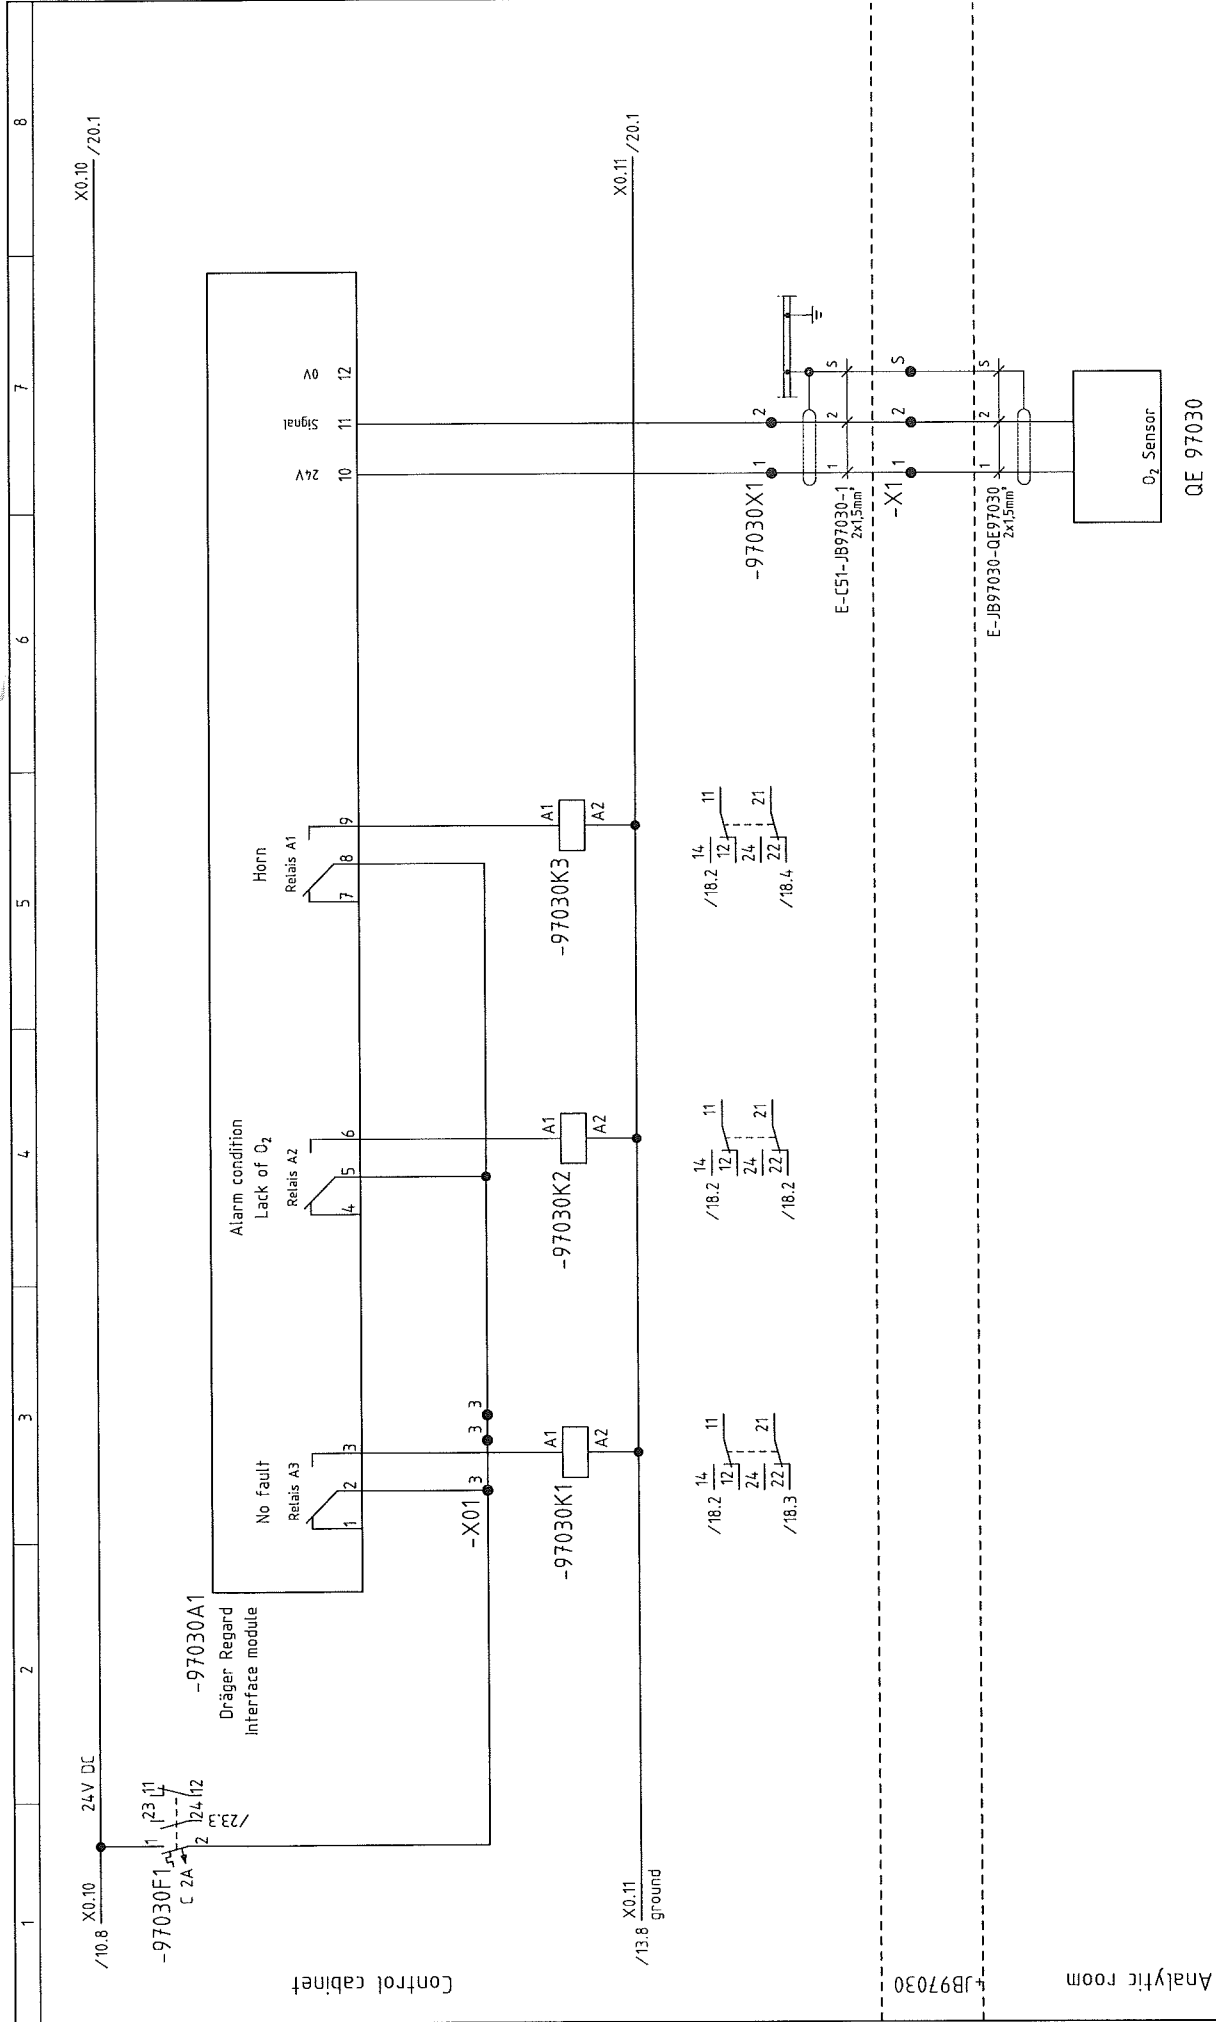 1
2
3
4
5
6
7
8
/10.8 X0.10
24V DC
X0.10 /20.1
-97030F1
C 2A
1
23
11
2
24
12
/23.3
-97030A1
Dräger Regard
Interface module
No fault
Relais A3
1
2
3
Alarm condition
Lack of O₂
Relais A2
4
5
6
Horn
Relais A1
7
8
9
24V
10
Signal
11
0V
12
-X01
3
3
3
-97030K1
A1
A2
-97030K2
A1
A2
-97030K3
A1
A2
/13.8 X0.11
ground
X0.11 /20.1
/18.2
14
12
11
24
22
21
/18.3
/18.2
14
12
11
24
22
21
/18.2
/18.2
14
12
11
24
22
21
/18.4
-97030X1
1
2
E-C51-JB97030-1
2x1,5mm²
1
2
S
-X1
1
2
S
E-JB97030-QE97030
2x1,5mm²
1
2
S
O₂ Sensor
QE 97030
Control cabinet
+JB97030
Analytic room